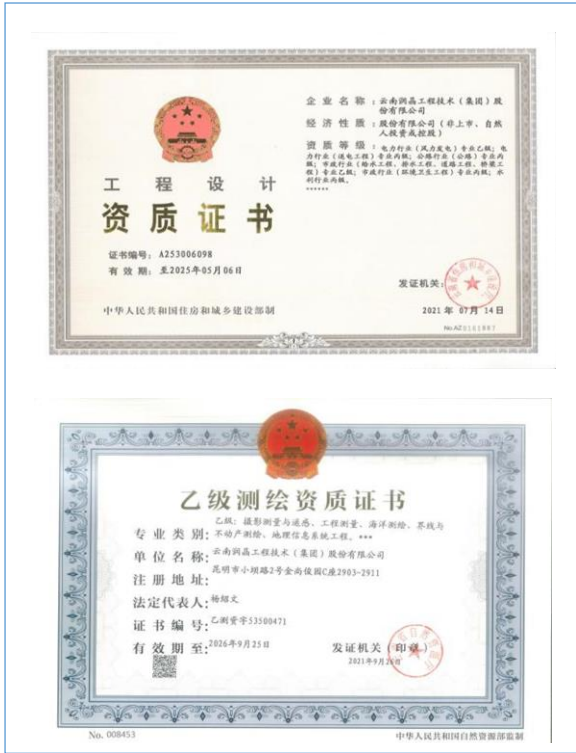 工程设计
资质证书
证书编号：A253006098
有 效 期：至2025年05月06日
中华人民共和国住房和城乡建设部制
企 业 名 称 ：云南润晶工程技术（集团）股
份有限公司
经 济 性 质 ：股份有限公司（非上市、自然
人投资或控股）
资 质 等 级 ：电力行业（风力发电）专业乙级；电
力行业（送电工程）专业丙级；公路行业（公路）专业丙
级；市政行业（给水工程、排水工程、道路工程、桥梁工
程）专业乙级；市政行业（环境卫生工程）专业丙级；水
利行业丙级。
******
发证机关：
2021 年 07 月 14 日
No.AZ0101887
乙级测绘资质证书
专 业 类 别：乙级：摄影测量与遥感、工程测量、海洋测绘、界线与
不动产测绘、地理信息系统工程。***
单 位 名 称：云南润晶工程技术（集团）股份有限公司
注 册 地 址：昆明市小坝路2号金尚俊园C座2903-2911
法定代表人：杨绍文
证 书 编 号：乙测资字53500471
有 效 期 至：2026年9月25日
发证机关（印章）
2021年9月26日
No. 008453
中华人民共和国自然资源部监制